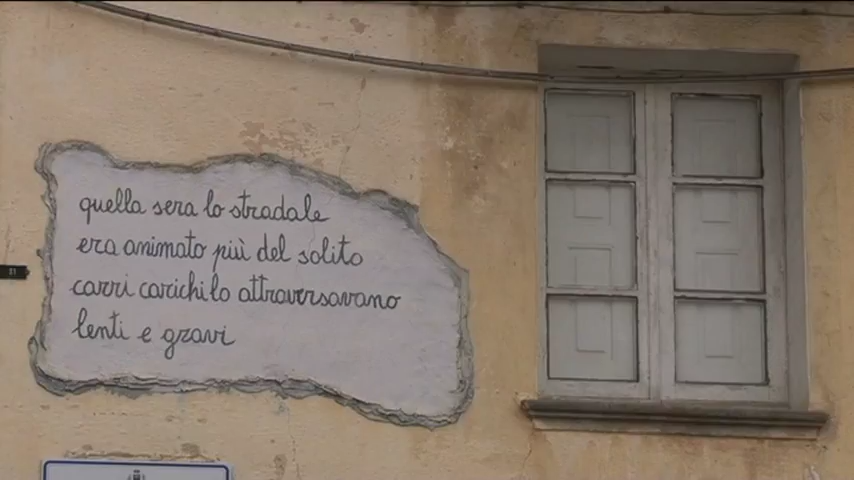 quella sera lo stradale
era animato più del solito
carri carichi lo attraversavano
lenti e gravi